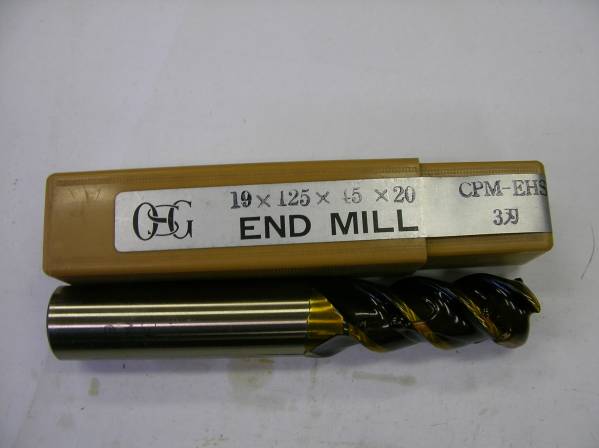 OSG
19×125×45×20
END MILL
CPM-EHS
3刃